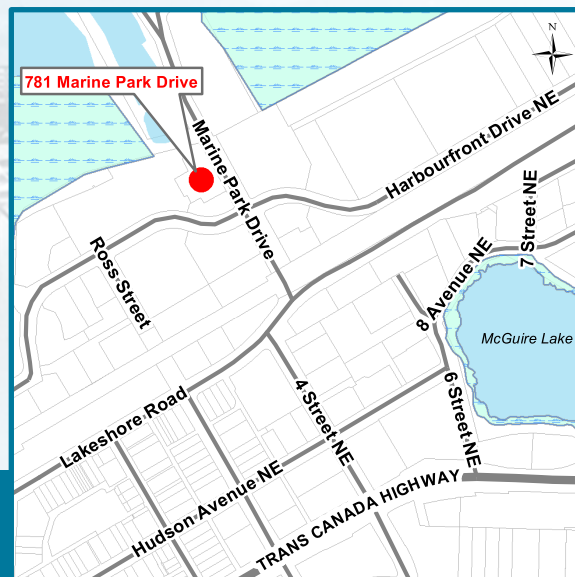 N
781 Marine Park Drive
Marine Park Drive
Harbourfront Drive NE
7 Street NE
Ross Street
8 Avenue NE
McGuire Lake
Lakeshore Road
4 Street NE
6 Street NE
Hudson Avenue NE
TRANS CANADA HIGHWAY